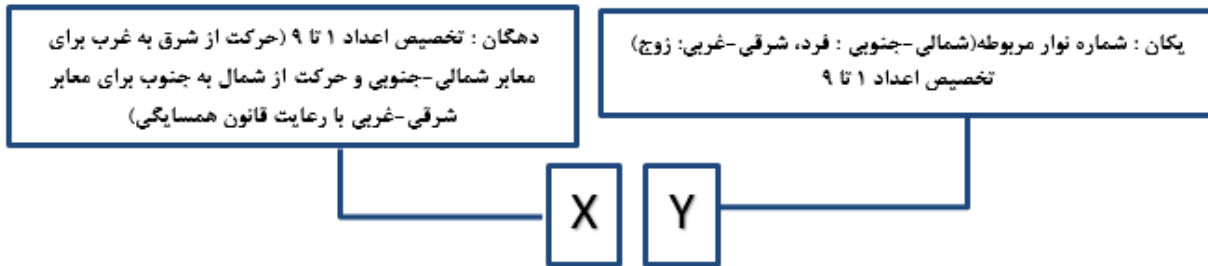 یکان : شماره نوار مربوطه(شمالی-جنوبی : فرد، شرقی-غربی: زوج)
تخصیص اعداد ۱ تا ۹
دهگان : تخصیص اعداد ۱ تا ۹ (حرکت از شرق به غرب برای
معابر شمالی-جنوبی و حرکت از شمال به جنوب برای معابر
شرقی-غربی با رعایت قانون همسایگی)
X Y